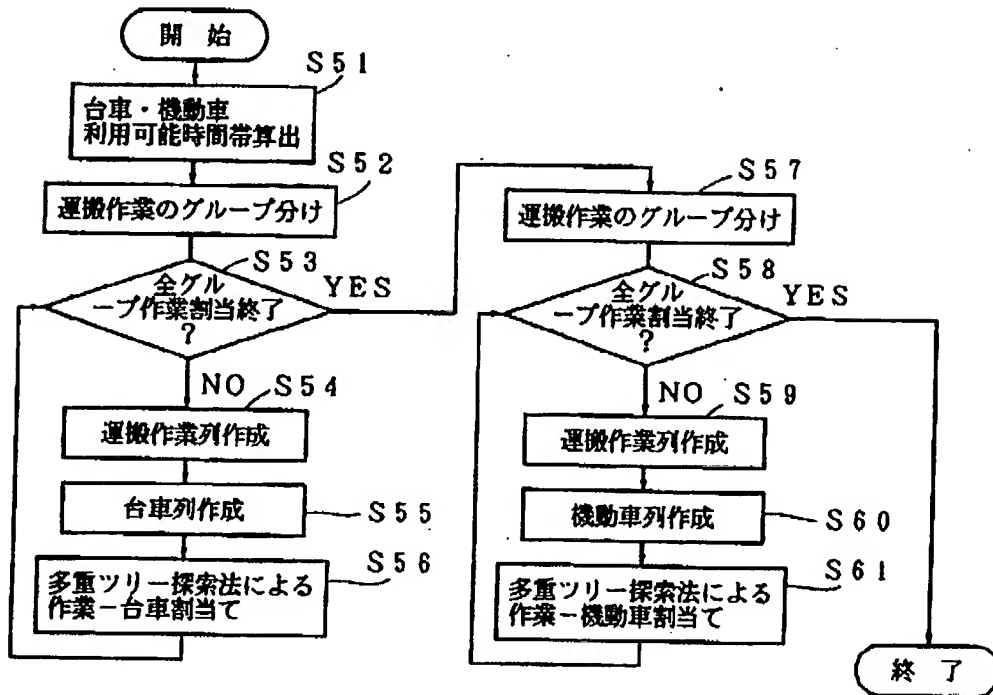 開 始
S51
台車・機動車
利用可能時間帯算出
S52
運搬作業のグループ分け
S53
全グル
ープ作業割当終了
?
YES
NO
S54
運搬作業列作成
台車列作成
S55
S56
多重ツリー探索法による
作業ー台車割当て
S57
運搬作業のグループ分け
S58
全グル
ープ作業割当終了
?
YES
NO
S59
運搬作業列作成
機動車列作成
S60
S61
多重ツリー探索法による
作業ー機動車割当て
終 了